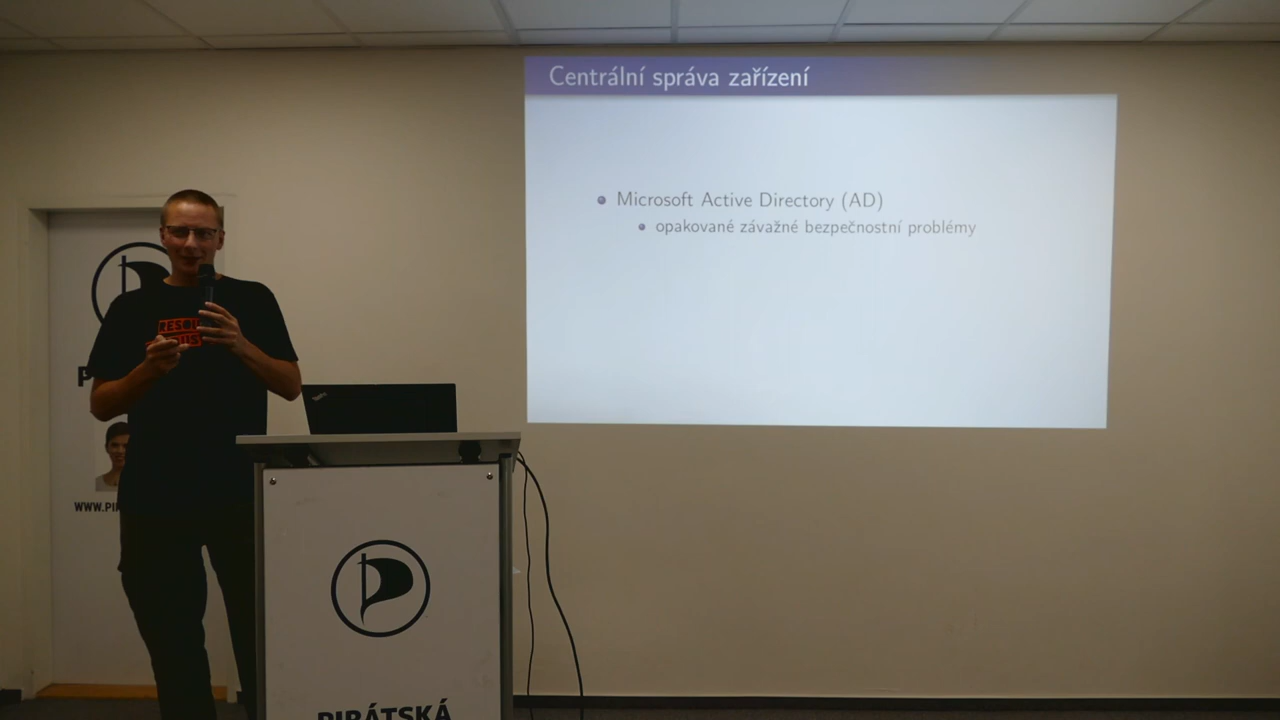 Centrální správa zařízení
Microsoft Active Directory (AD)
opakované závažné bezpečnostní problémy
PIRÁTSKÁ